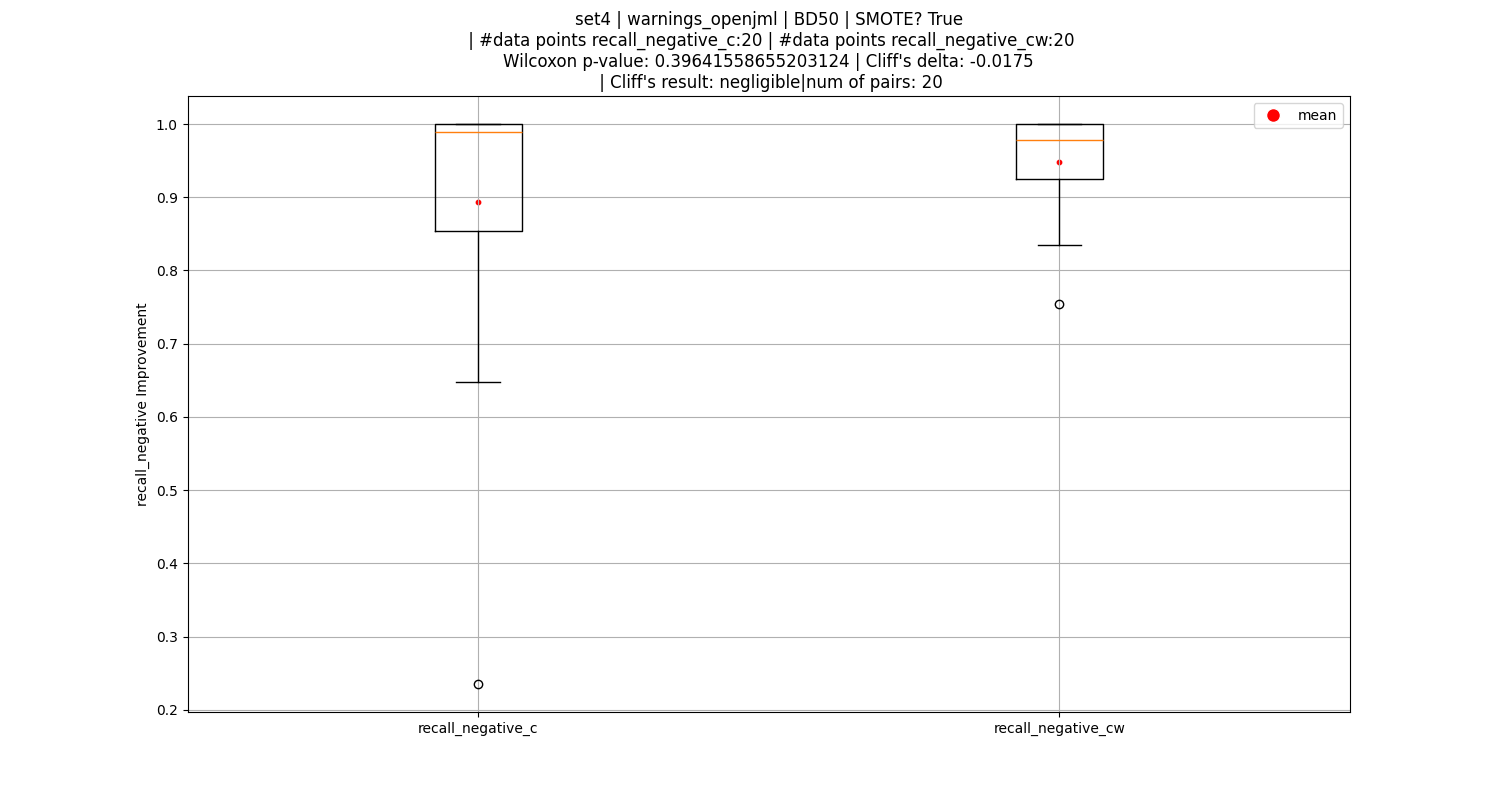 set4 | warnings_openjml | BD50 | SMOTE? True
| #data points recall_negative_c:20 | #data points recall_negative_cw:20
Wilcoxon p-value: 0.39641558655203124 | Cliff's delta: -0.0175
| Cliff's result: negligible|num of pairs: 20
mean
1.0
0.9
0.8
0.7
0.6
0.5
0.4
0.3
0.2
recall_negative Improvement
recall_negative_c
recall_negative_cw